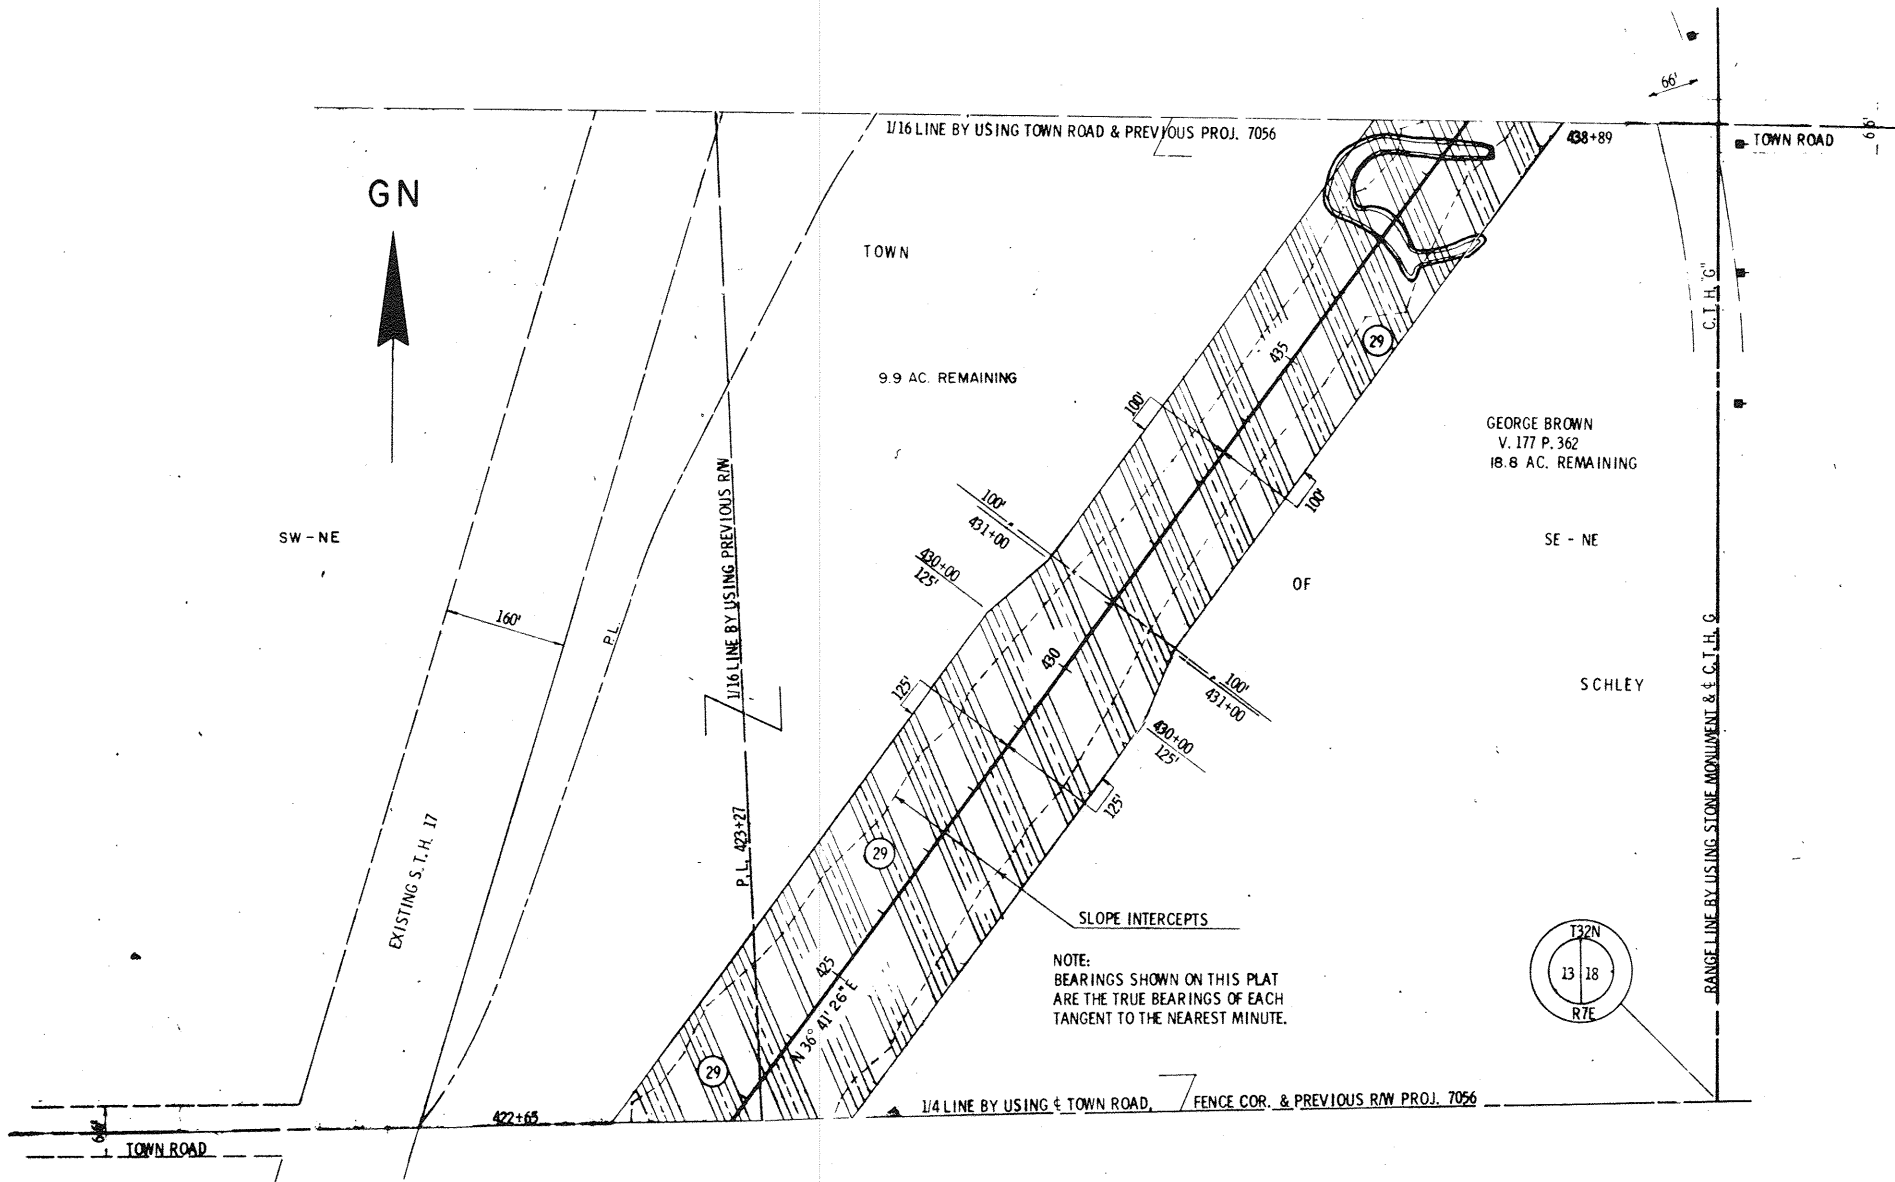 66'
1/16 LINE BY USING TOWN ROAD & PREVIOUS PROJ. 7056
438+89
TOWN ROAD
66'
GN
TOWN
C.T.H. "G"
435
29
9.9 AC. REMAINING
100'
GEORGE BROWN
V. 177 P. 362
18.8 AC. REMAINING
100'
100'
431+00
SW - NE
SE - NE
430+00
125'
OF
160'
P.L.
1/16 LINE BY USING PREVIOUS R/W
430
SCHLEY
125'
100'
431+00
430+00
125'
RANGE LINE BY USING STONE MONUMENT & ℄ C.T.H. G
125'
P.L. 423+27
29
EXISTING S.T.H. 17
SLOPE INTERCEPTS
425
N 36° 41' 26" E
NOTE:
BEARINGS SHOWN ON THIS PLAT
ARE THE TRUE BEARINGS OF EACH
TANGENT TO THE NEAREST MINUTE.
T32N
13 18
R7E
29
1/4 LINE BY USING ℄ TOWN ROAD, FENCE COR. & PREVIOUS R/W PROJ. 7056
422+65
66'
TOWN ROAD